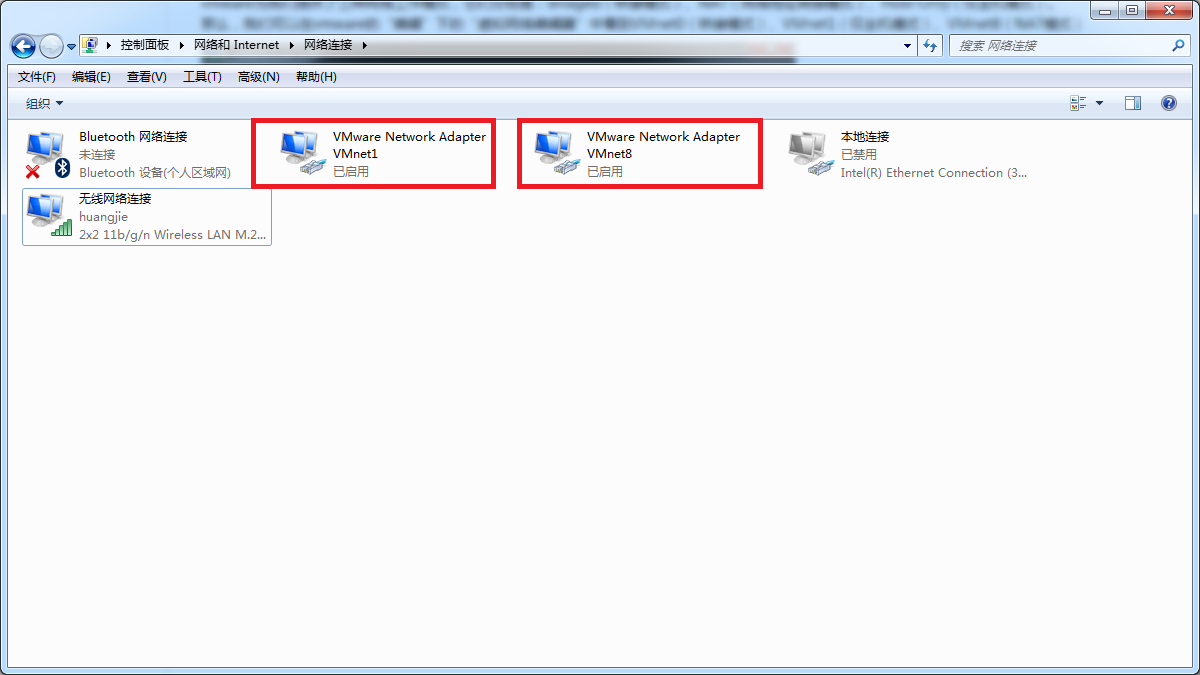 控制面板 网络和 Internet 网络连接
搜索 网络连接
文件(F) 编辑(E) 查看(V) 工具(T) 高级(N) 帮助(H)
组织
Bluetooth 网络连接
未连接
Bluetooth 设备(个人区域网)
VMware Network Adapter
VMnet1
已启用
VMware Network Adapter
VMnet8
已启用
本地连接
已禁用
Intel(R) Ethernet Connection (3...
无线网络连接
huangjie
2x2 11b/g/n Wireless LAN M.2...